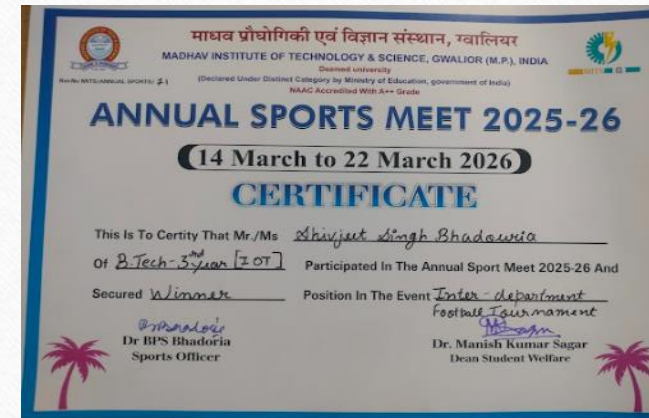 माधव प्रौघोगिकी एवं विज्ञान संस्थान, ग्वालियर
MADHAV INSTITUTE OF TECHNOLOGY & SCIENCE, GWALIOR (M.P.), INDIA
Deemed university
(Declared Under Distinct Category by Ministry of Education, government of India)
NAAC Accredited With A++ Grade
ANNUAL SPORTS MEET 2025-26
14 March to 22 March 2026
CERTIFICATE
This Is To Certity That Mr./Ms Shivjeet Singh Bhadouria
Of B.Tech-3rd year [IOT] Participated In The Annual Sport Meet 2025-26 And
Secured Winner Position In The Event Inter-department
Football Tournament
Dr BPS Bhadoria
Sports Officer
Dr. Manish Kumar Sagar
Dean Student Welfare